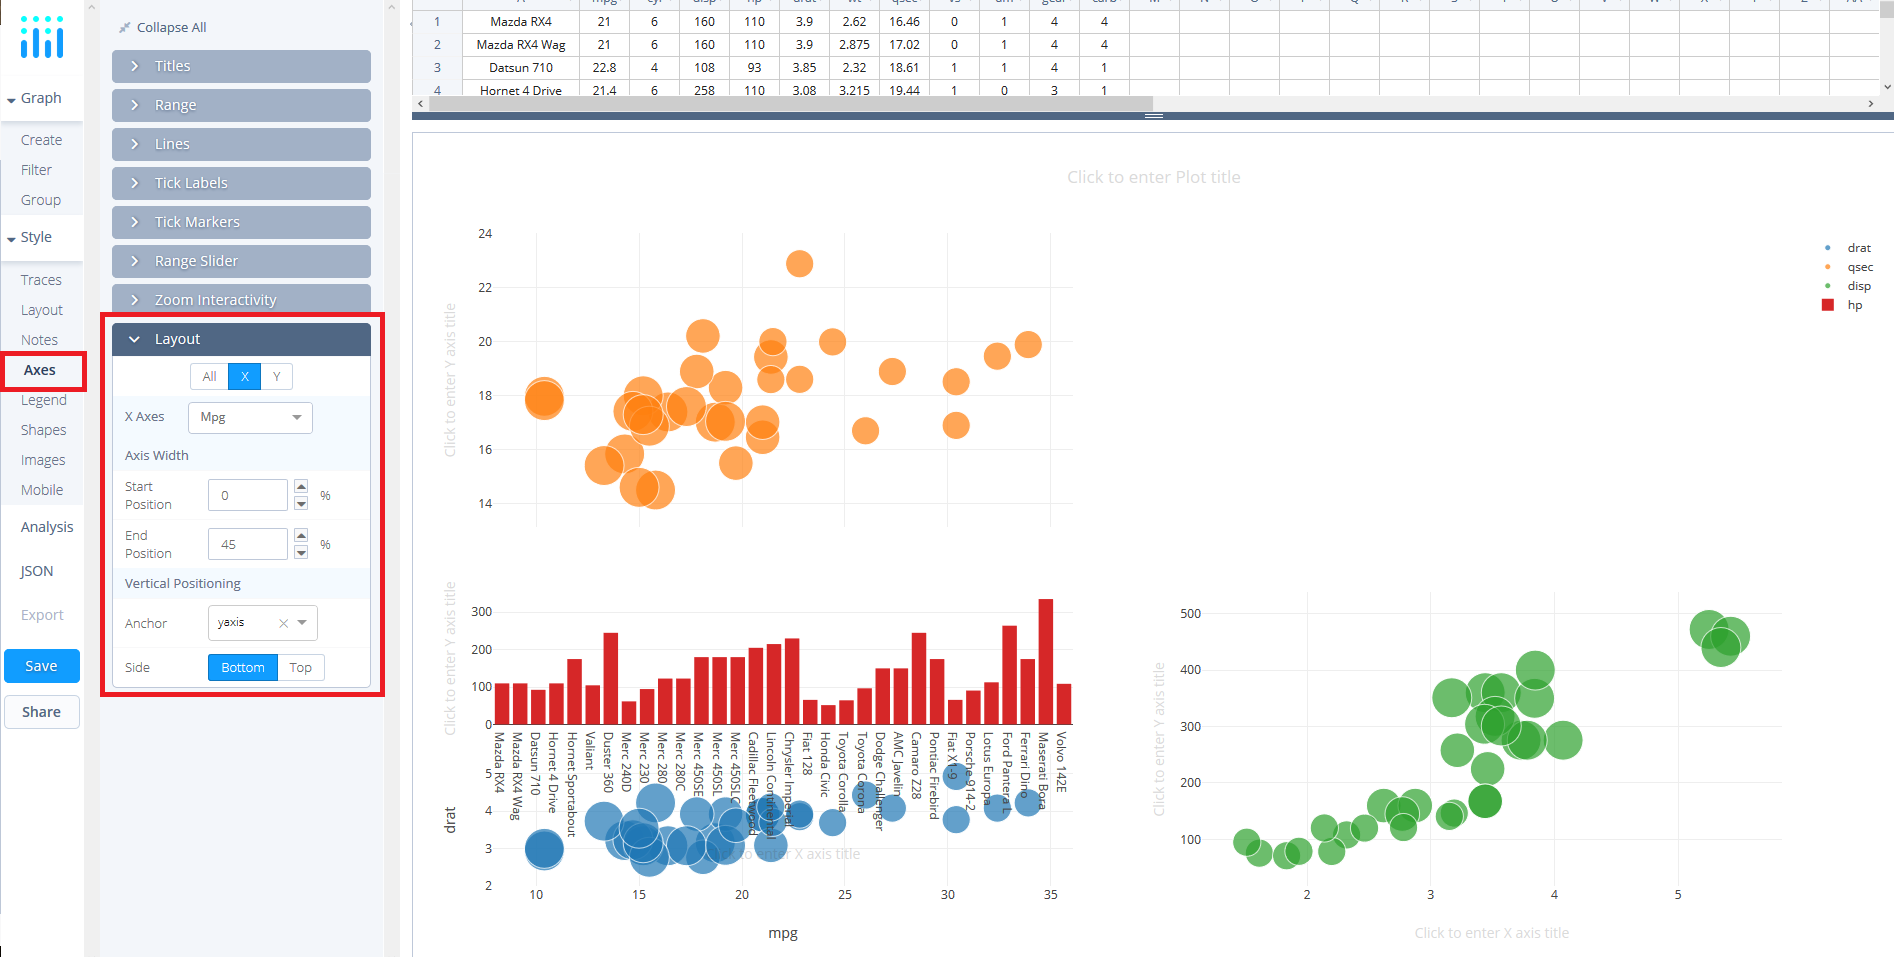 Collapse All
Titles
Range
Lines
Tick Labels
Tick Markers
Range Slider
Zoom Interactivity
Layout
All X Y
X Axes Mpg
Axis Width
Start Position 0 %
End Position 45 %
Vertical Positioning
Anchor yaxis
Side Bottom Top
Graph
Create
Filter
Group
Style
Traces
Layout
Notes
Axes
Legend
Shapes
Images
Mobile
Analysis
JSON
Export
Save
Share
1 Mazda RX4 21 6 160 110 3.9 2.62 16.46 0 1 4 4
2 Mazda RX4 Wag 21 6 160 110 3.9 2.875 17.02 0 1 4 4
3 Datsun 710 22.8 4 108 93 3.85 2.32 18.61 1 1 4 1
4 Hornet 4 Drive 21.4 6 258 110 3.08 3.215 19.44 1 0 3 1
Click to enter Plot title
24
22
20
18
16
14
Click to enter Y axis title
drat
qsec
disp
hp
300
200
100
0
Click to enter Y axis title
Mazda RX4
Mazda RX4 Wag
Datsun 710
Hornet 4 Drive
Hornet Sportabout
Valiant
Duster 360
Merc 240D
Merc 230
Merc 280
Merc 280C
Merc 450SE
Merc 450SL
Merc 450SLC
Cadillac Fleetwood
Lincoln Continental
Chrysler Imperial
Fiat 128
Honda Civic
Toyota Corolla
Toyota Corona
Dodge Challenger
AMC Javelin
Camaro Z28
Pontiac Firebird
Fiat X1-9
Porsche 914-2
Lotus Europa
Ford Pantera L
Ferrari Dino
Maserati Bora
Volvo 142E
5
4
3
2
drat
to enter X axis title
10 15 20 25 30 35
mpg
500
400
300
200
100
Click to enter Y axis title
2 3 4 5
Click to enter X axis title